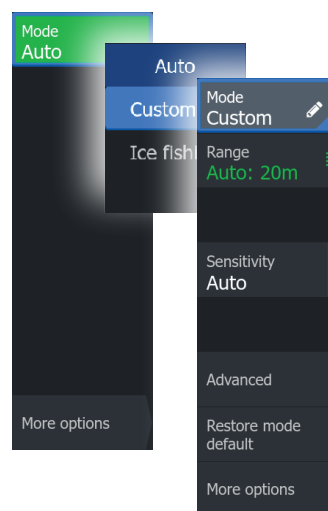 Mode
Auto
More options
Auto
Custom
Ice
Mode
Custom
Range
Auto: 20m
Sensitivity
Auto
Advanced
Restore mode
default
More options